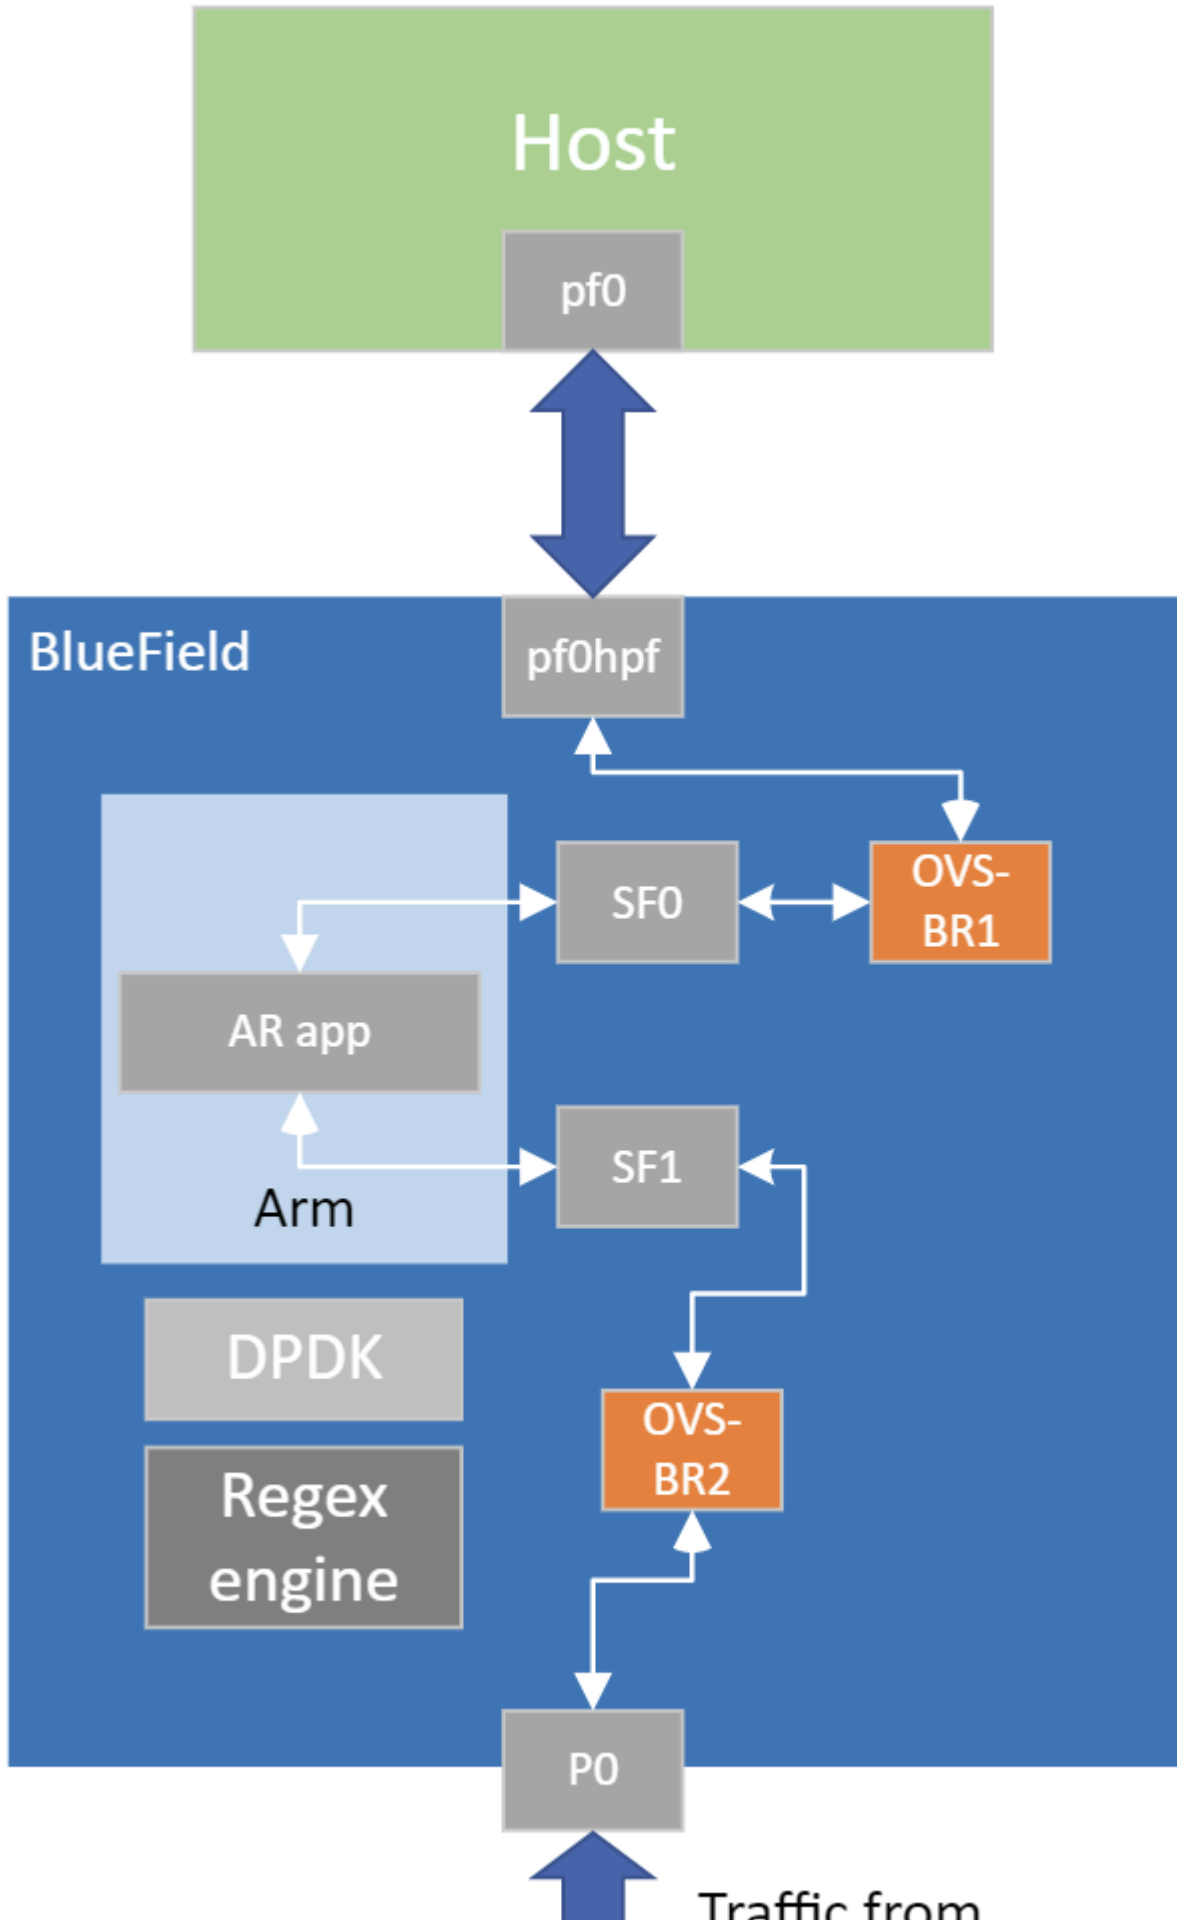 Host
pf0
BlueField
pf0hpf
SF0
OVS-
BR1
AR app
SF1
Arm
DPDK
OVS-
BR2
Regex
engine
P0
Traffic from